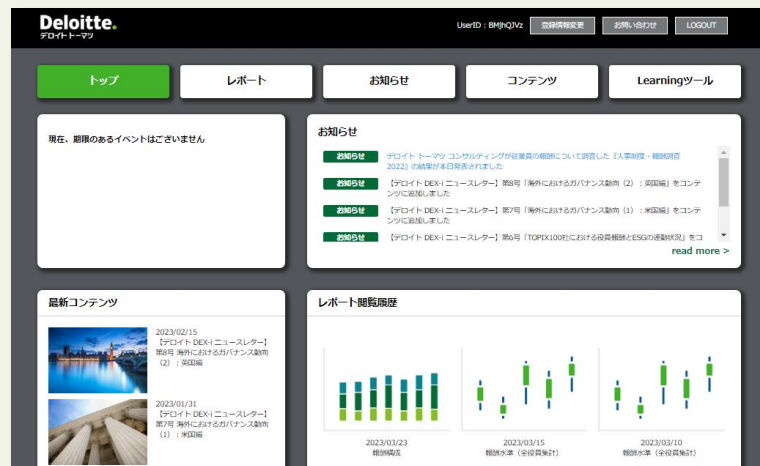 Deloitte.
デロイト トーマツ
UserID : BMJhQJVz
登録情報変更
お問い合わせ
LOGOUT
トップ
レポート
お知らせ
コンテンツ
Learningツール
現在、期限のあるイベントはございません
お知らせ
お知らせ デロイト トーマツ コンサルティングが従業員の報酬について調査した『人事制度・報酬調査
2022』の結果が本日発表されました
お知らせ 【デロイト DEX-i ニュースレター】第8号「海外におけるガバナンス動向（2）：英国編」をコンテ
ンツに追加しました
お知らせ 【デロイト DEX-i ニュースレター】第7号「海外におけるガバナンス動向（1）：米国編」をコンテ
ンツに追加しました
お知らせ 【デロイト DEX-i ニュースレター】第6号「TOPIX100社における役員報酬とESGの連動状況」をコ
read more >
最新コンテンツ
2023/02/15
【デロイト DEX-i ニュースレター】
第8号 海外におけるガバナンス動向
（2）：英国編
2023/01/31
【デロイト DEX-i ニュースレター】
第7号 海外におけるガバナンス動向
（1）：米国編
レポート閲覧履歴
2023/03/23
報酬構成
2023/03/15
報酬水準（全役員集計）
2023/03/10
報酬水準（全役員集計）